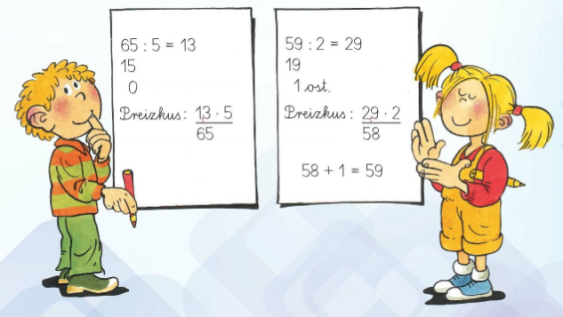 65 : 5 = 13
15
0
Preizkus: 13 · 5
65
59 : 2 = 29
19
1 ost.
Preizkus: 29 · 2
58
58 + 1 = 59